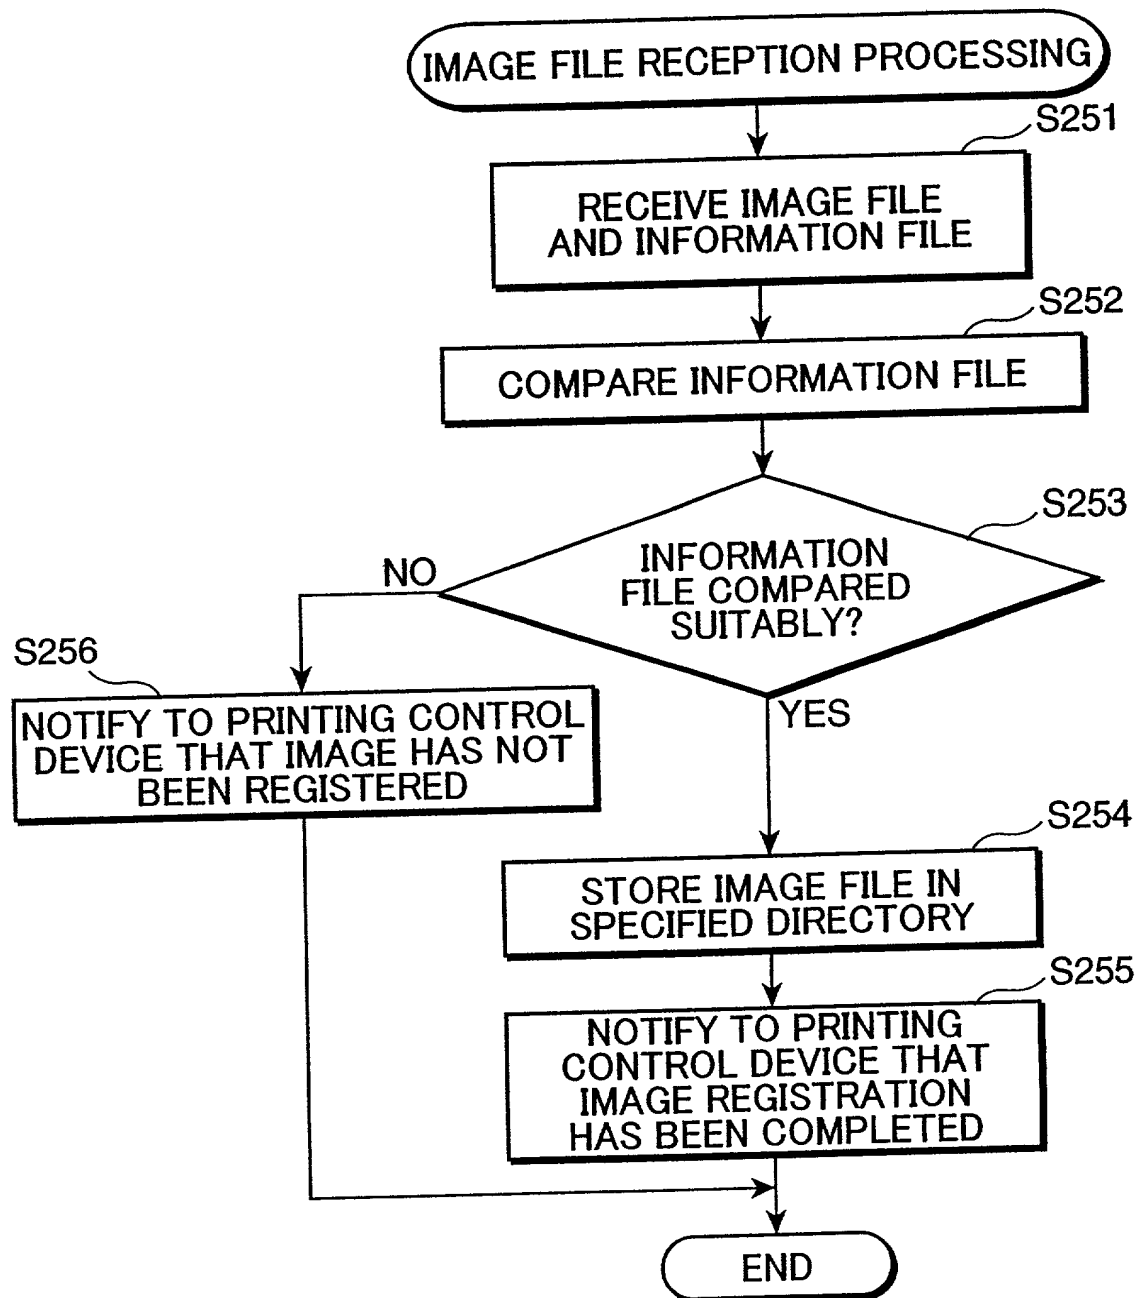 IMAGE FILE RECEPTION PROCESSING
S251
RECEIVE IMAGE FILE
AND INFORMATION FILE
S252
COMPARE INFORMATION FILE
S253
INFORMATION
FILE COMPARED
SUITABLY?
NO
YES
S256
NOTIFY TO PRINTING CONTROL
DEVICE THAT IMAGE HAS NOT
BEEN REGISTERED
S254
STORE IMAGE FILE IN
SPECIFIED DIRECTORY
S255
NOTIFY TO PRINTING
CONTROL DEVICE THAT
IMAGE REGISTRATION
HAS BEEN COMPLETED
END